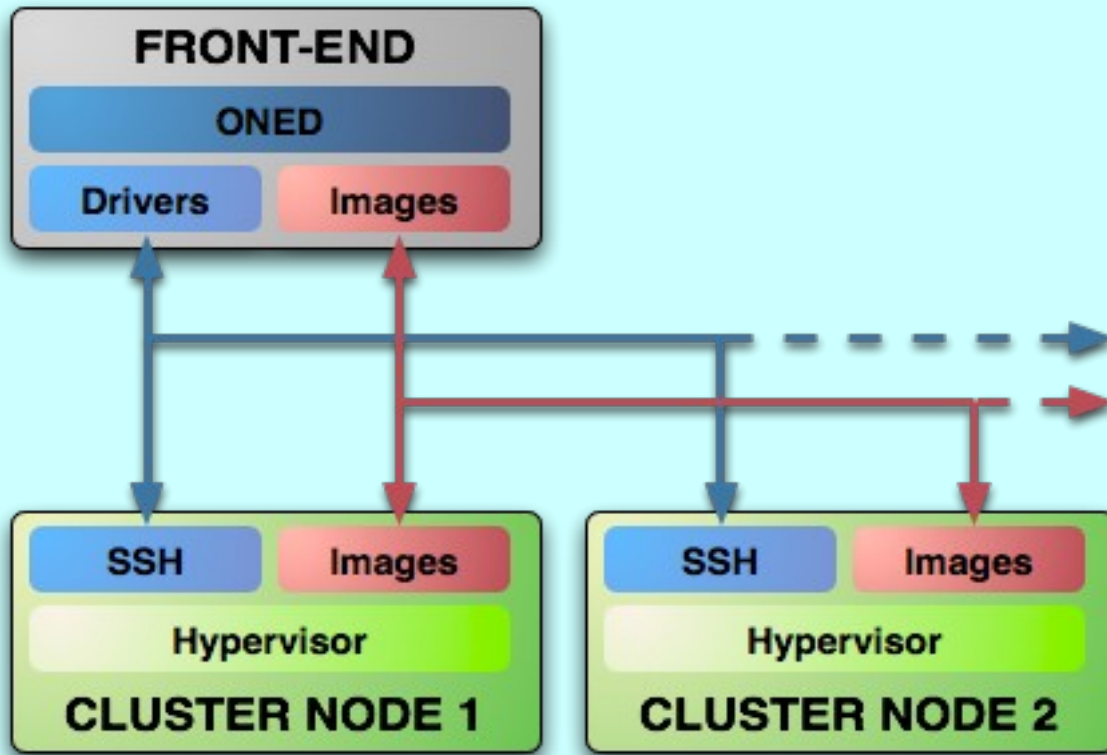 FRONT-END
ONED
Drivers Images
SSH Images
Hypervisor
CLUSTER NODE 1
SSH Images
Hypervisor
CLUSTER NODE 2